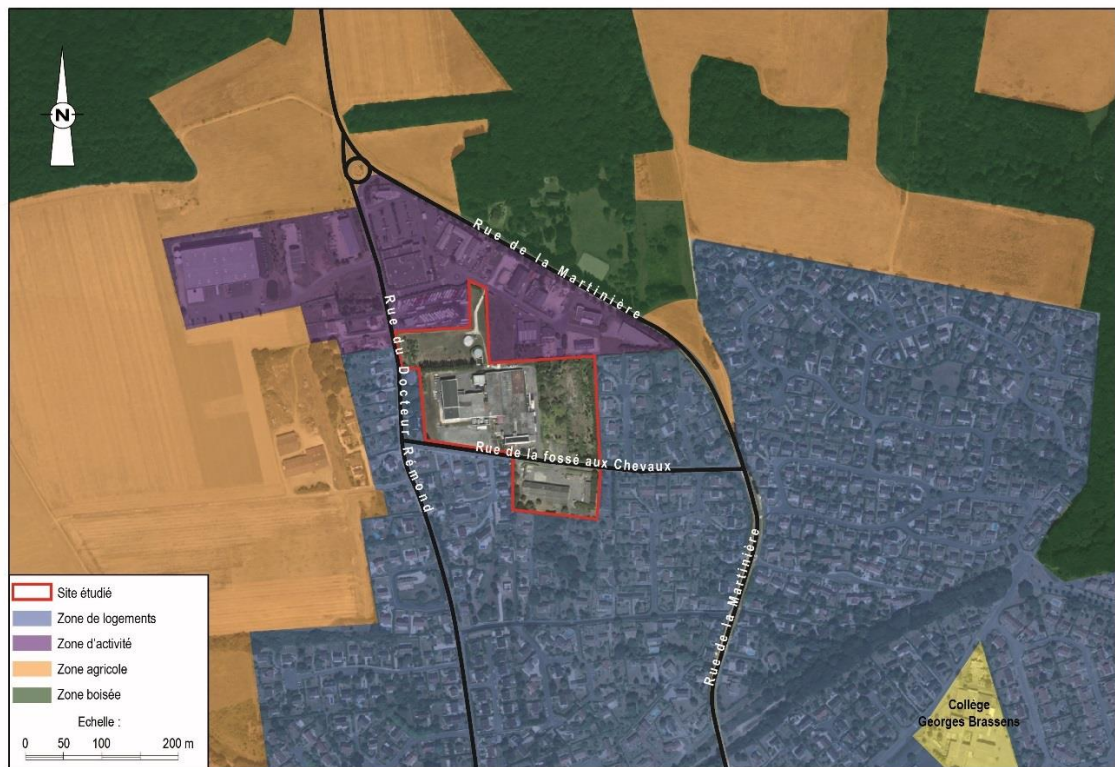 N
Rue de la Martinière
Rue du Docteur Rémond
Rue de la fossé aux Chevaux
Rue de la Martinière
Collège
Georges Brassens
Site étudié
Zone de logements
Zone d'activité
Zone agricole
Zone boisée
Echelle :
0 50 100 200 m